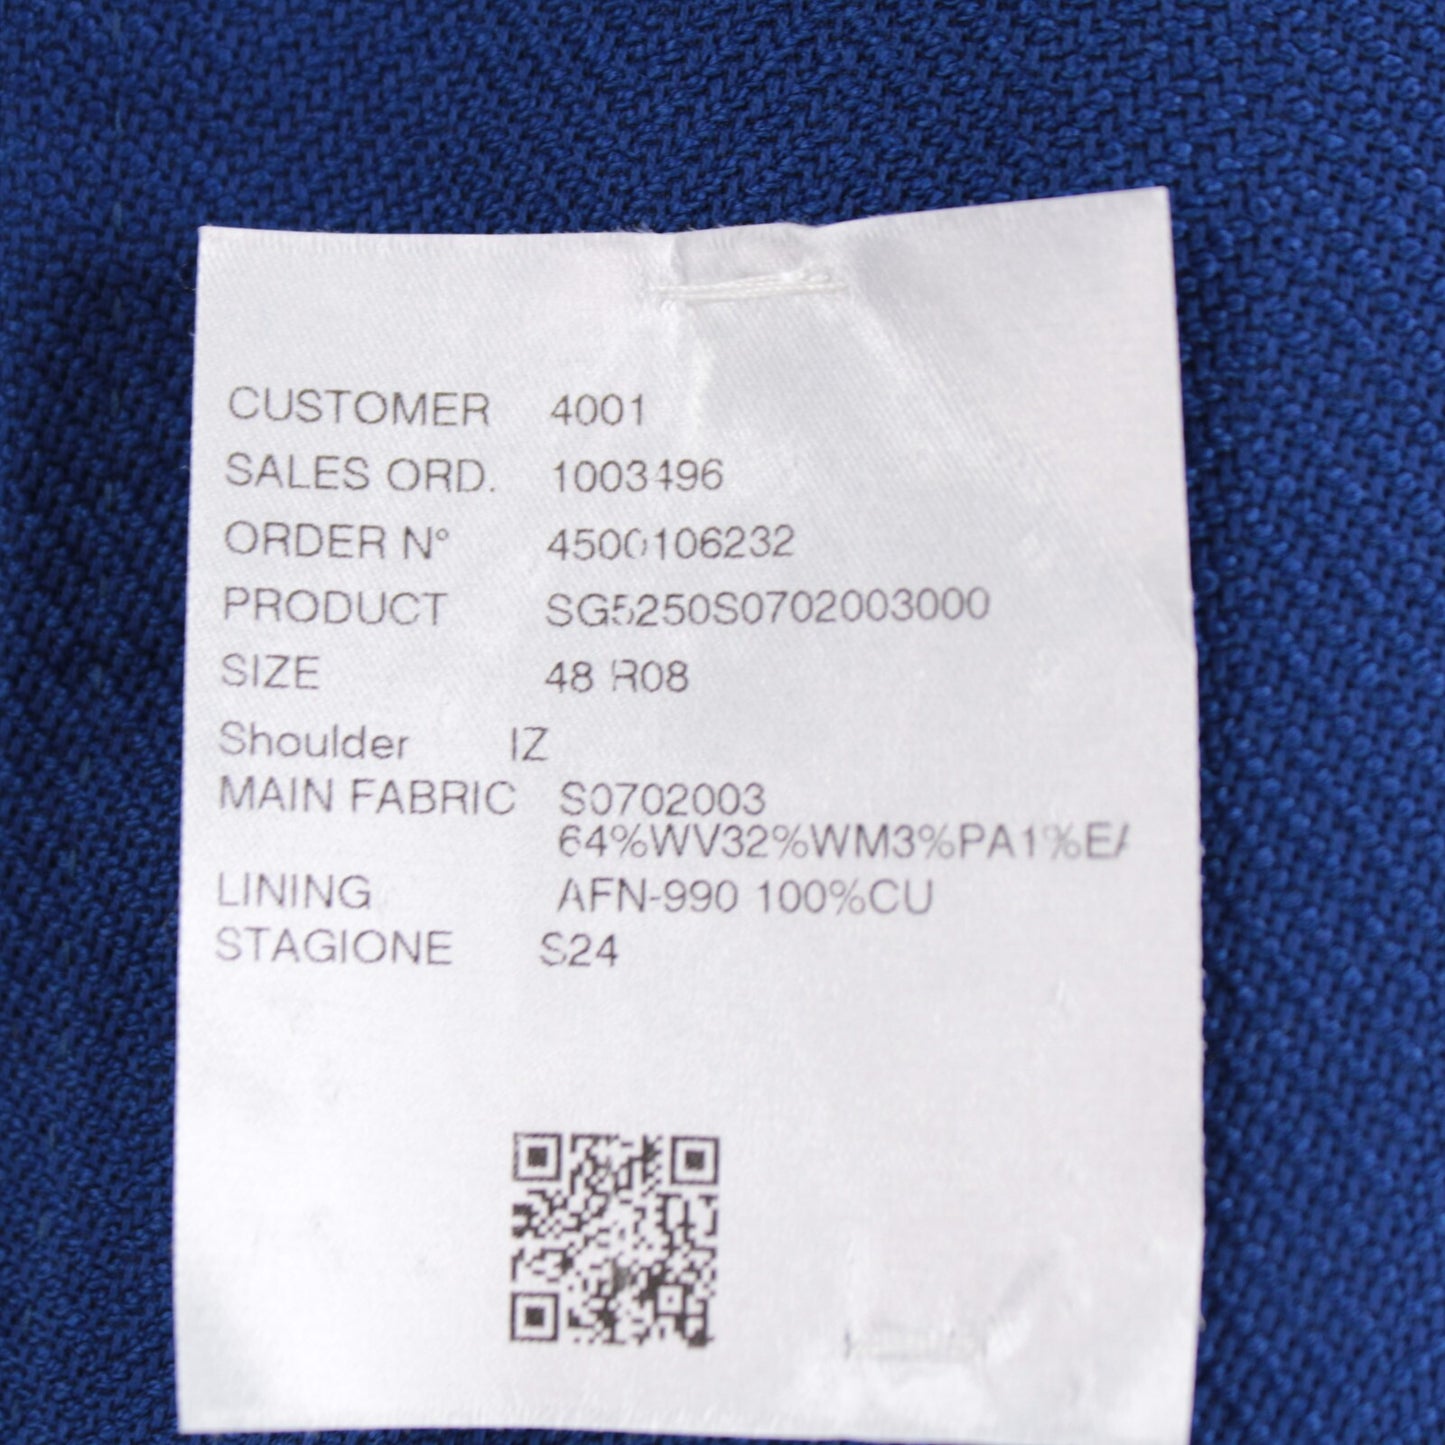 CUSTOMER 4001
SALES ORD. 1003496
ORDER N° 4500106232
PRODUCT SG5250S0702003000
SIZE 48 R08
Shoulder IZ
MAIN FABRIC S0702003
64%WV32%WM3%PA1%EA
LINING AFN-990 100%CU
STAGIONE S24